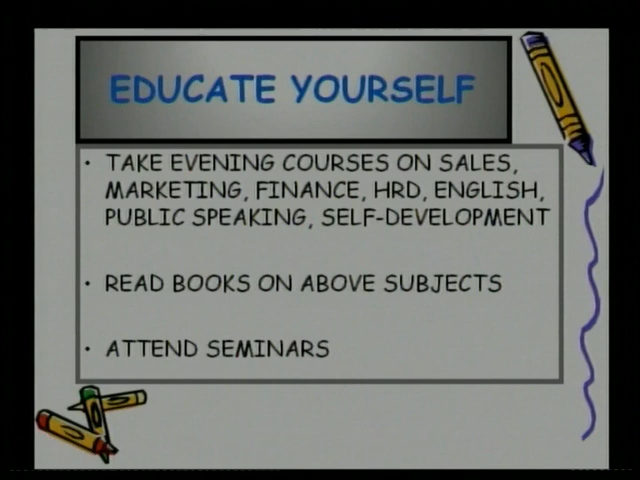 EDUCATE YOURSELF
• TAKE EVENING COURSES ON SALES,
MARKETING, FINANCE, HRD, ENGLISH,
PUBLIC SPEAKING, SELF-DEVELOPMENT
• READ BOOKS ON ABOVE SUBJECTS
• ATTEND SEMINARS